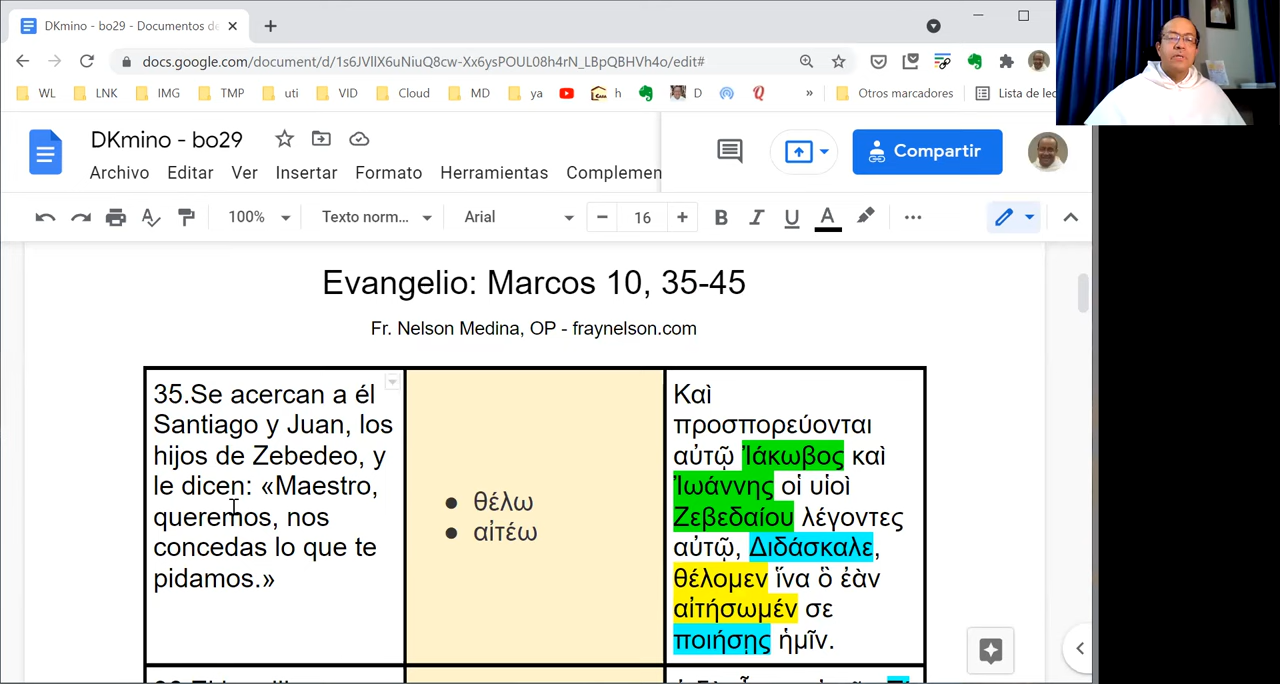 DKmino - bo29 - Documentos de
docs.google.com/document/d/1s6JVllX6uNiuQ8cw-Xx6ysPOUL08h4rN_LBpQBHVh4o/edit#
WL LNK IMG TMP uti VID Cloud MD ya h D » Otros marcadores Lista de lec
DKmino - bo29
Compartir
Archivo Editar Ver Insertar Formato Herramientas Complemen
100% Texto norm... Arial − 16 + B I U A
Evangelio: Marcos 10, 35-45
Fr. Nelson Medina, OP - fraynelson.com
35.Se acercan a él
Santiago y Juan, los
hijos de Zebedeo, y
le dicen: «Maestro,
queremos, nos
concedas lo que te
pidamos.»
● θέλω
● αἰτέω
Καὶ
προσπορεύονται
αὐτῷ Ἰάκωβος καὶ
Ἰωάννης οἱ υἱοὶ
Ζεβεδαίου λέγοντες
αὐτῷ, Διδάσκαλε,
θέλομεν ἵνα ὃ ἐὰν
αἰτήσωμέν σε
ποιήσῃς ἡμῖν.